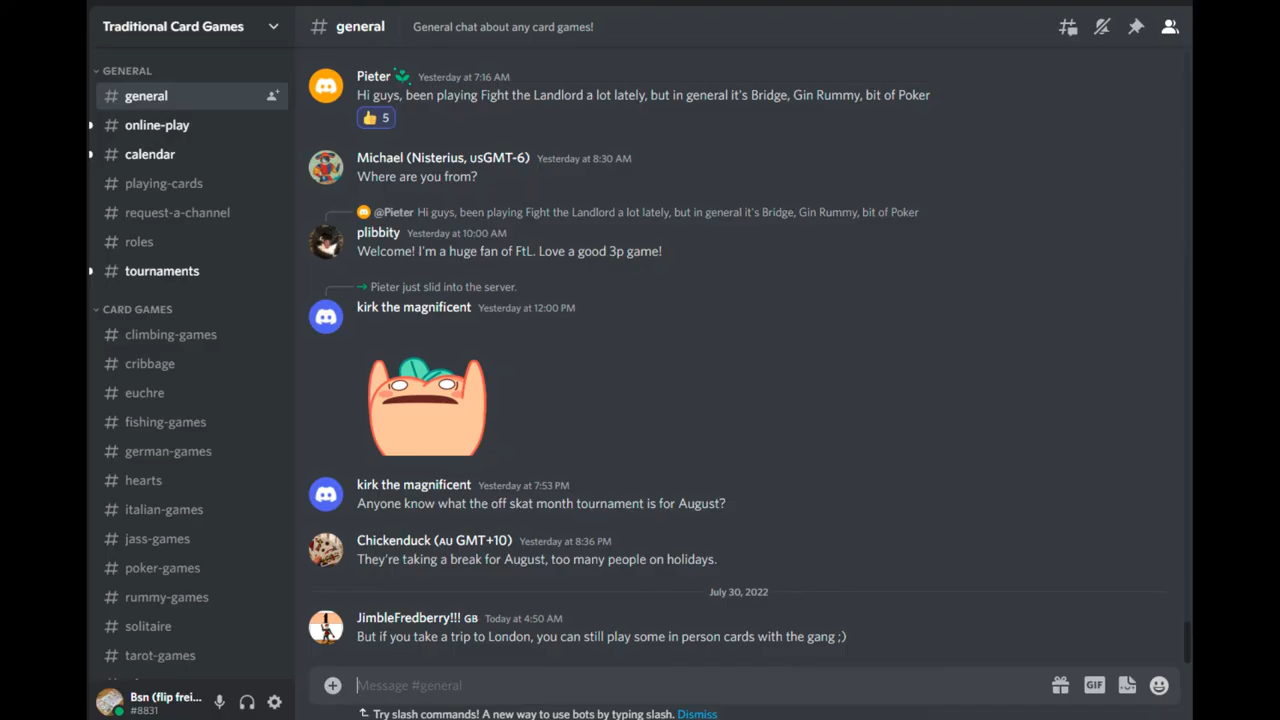 Traditional Card Games
# general
General chat about any card games!
GENERAL
# general
# online-play
# calendar
# playing-cards
# request-a-channel
# roles
# tournaments
CARD GAMES
# climbing-games
# cribbage
# euchre
# fishing-games
# german-games
# hearts
# italian-games
# jass-games
# poker-games
# rummy-games
# solitaire
# tarot-games
Bsn (flip frei...
#8831
Pieter Yesterday at 7:16 AM
Hi guys, been playing Fight the Landlord a lot lately, but in general it's Bridge, Gin Rummy, bit of Poker
5
Michael (Nisterius, usGMT-6) Yesterday at 8:30 AM
Where are you from?
@Pieter Hi guys, been playing Fight the Landlord a lot lately, but in general it's Bridge, Gin Rummy, bit of Poker
plibbity Yesterday at 10:00 AM
Welcome! I'm a huge fan of FtL. Love a good 3p game!
Pieter just slid into the server.
kirk the magnificent Yesterday at 12:00 PM
kirk the magnificent Yesterday at 7:53 PM
Anyone know what the off skat month tournament is for August?
Chickenduck (AU GMT+10) Yesterday at 8:36 PM
They're taking a break for August, too many people on holidays.
July 30, 2022
JimbleFredberry!!! GB Today at 4:50 AM
But if you take a trip to London, you can still play some in person cards with the gang ;)
Message #general
GIF
Try slash commands! A new way to use bots by typing slash. Dismiss